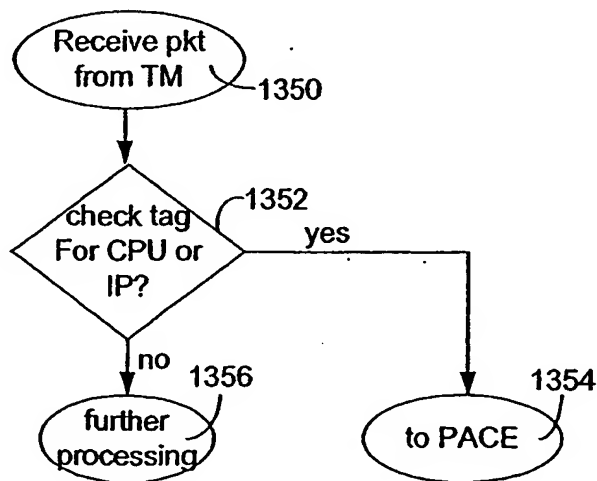 Receive pkt
from TM
1350
check tag
For CPU or
IP?
1352
yes
no
1356
further
processing
1354
to PACE